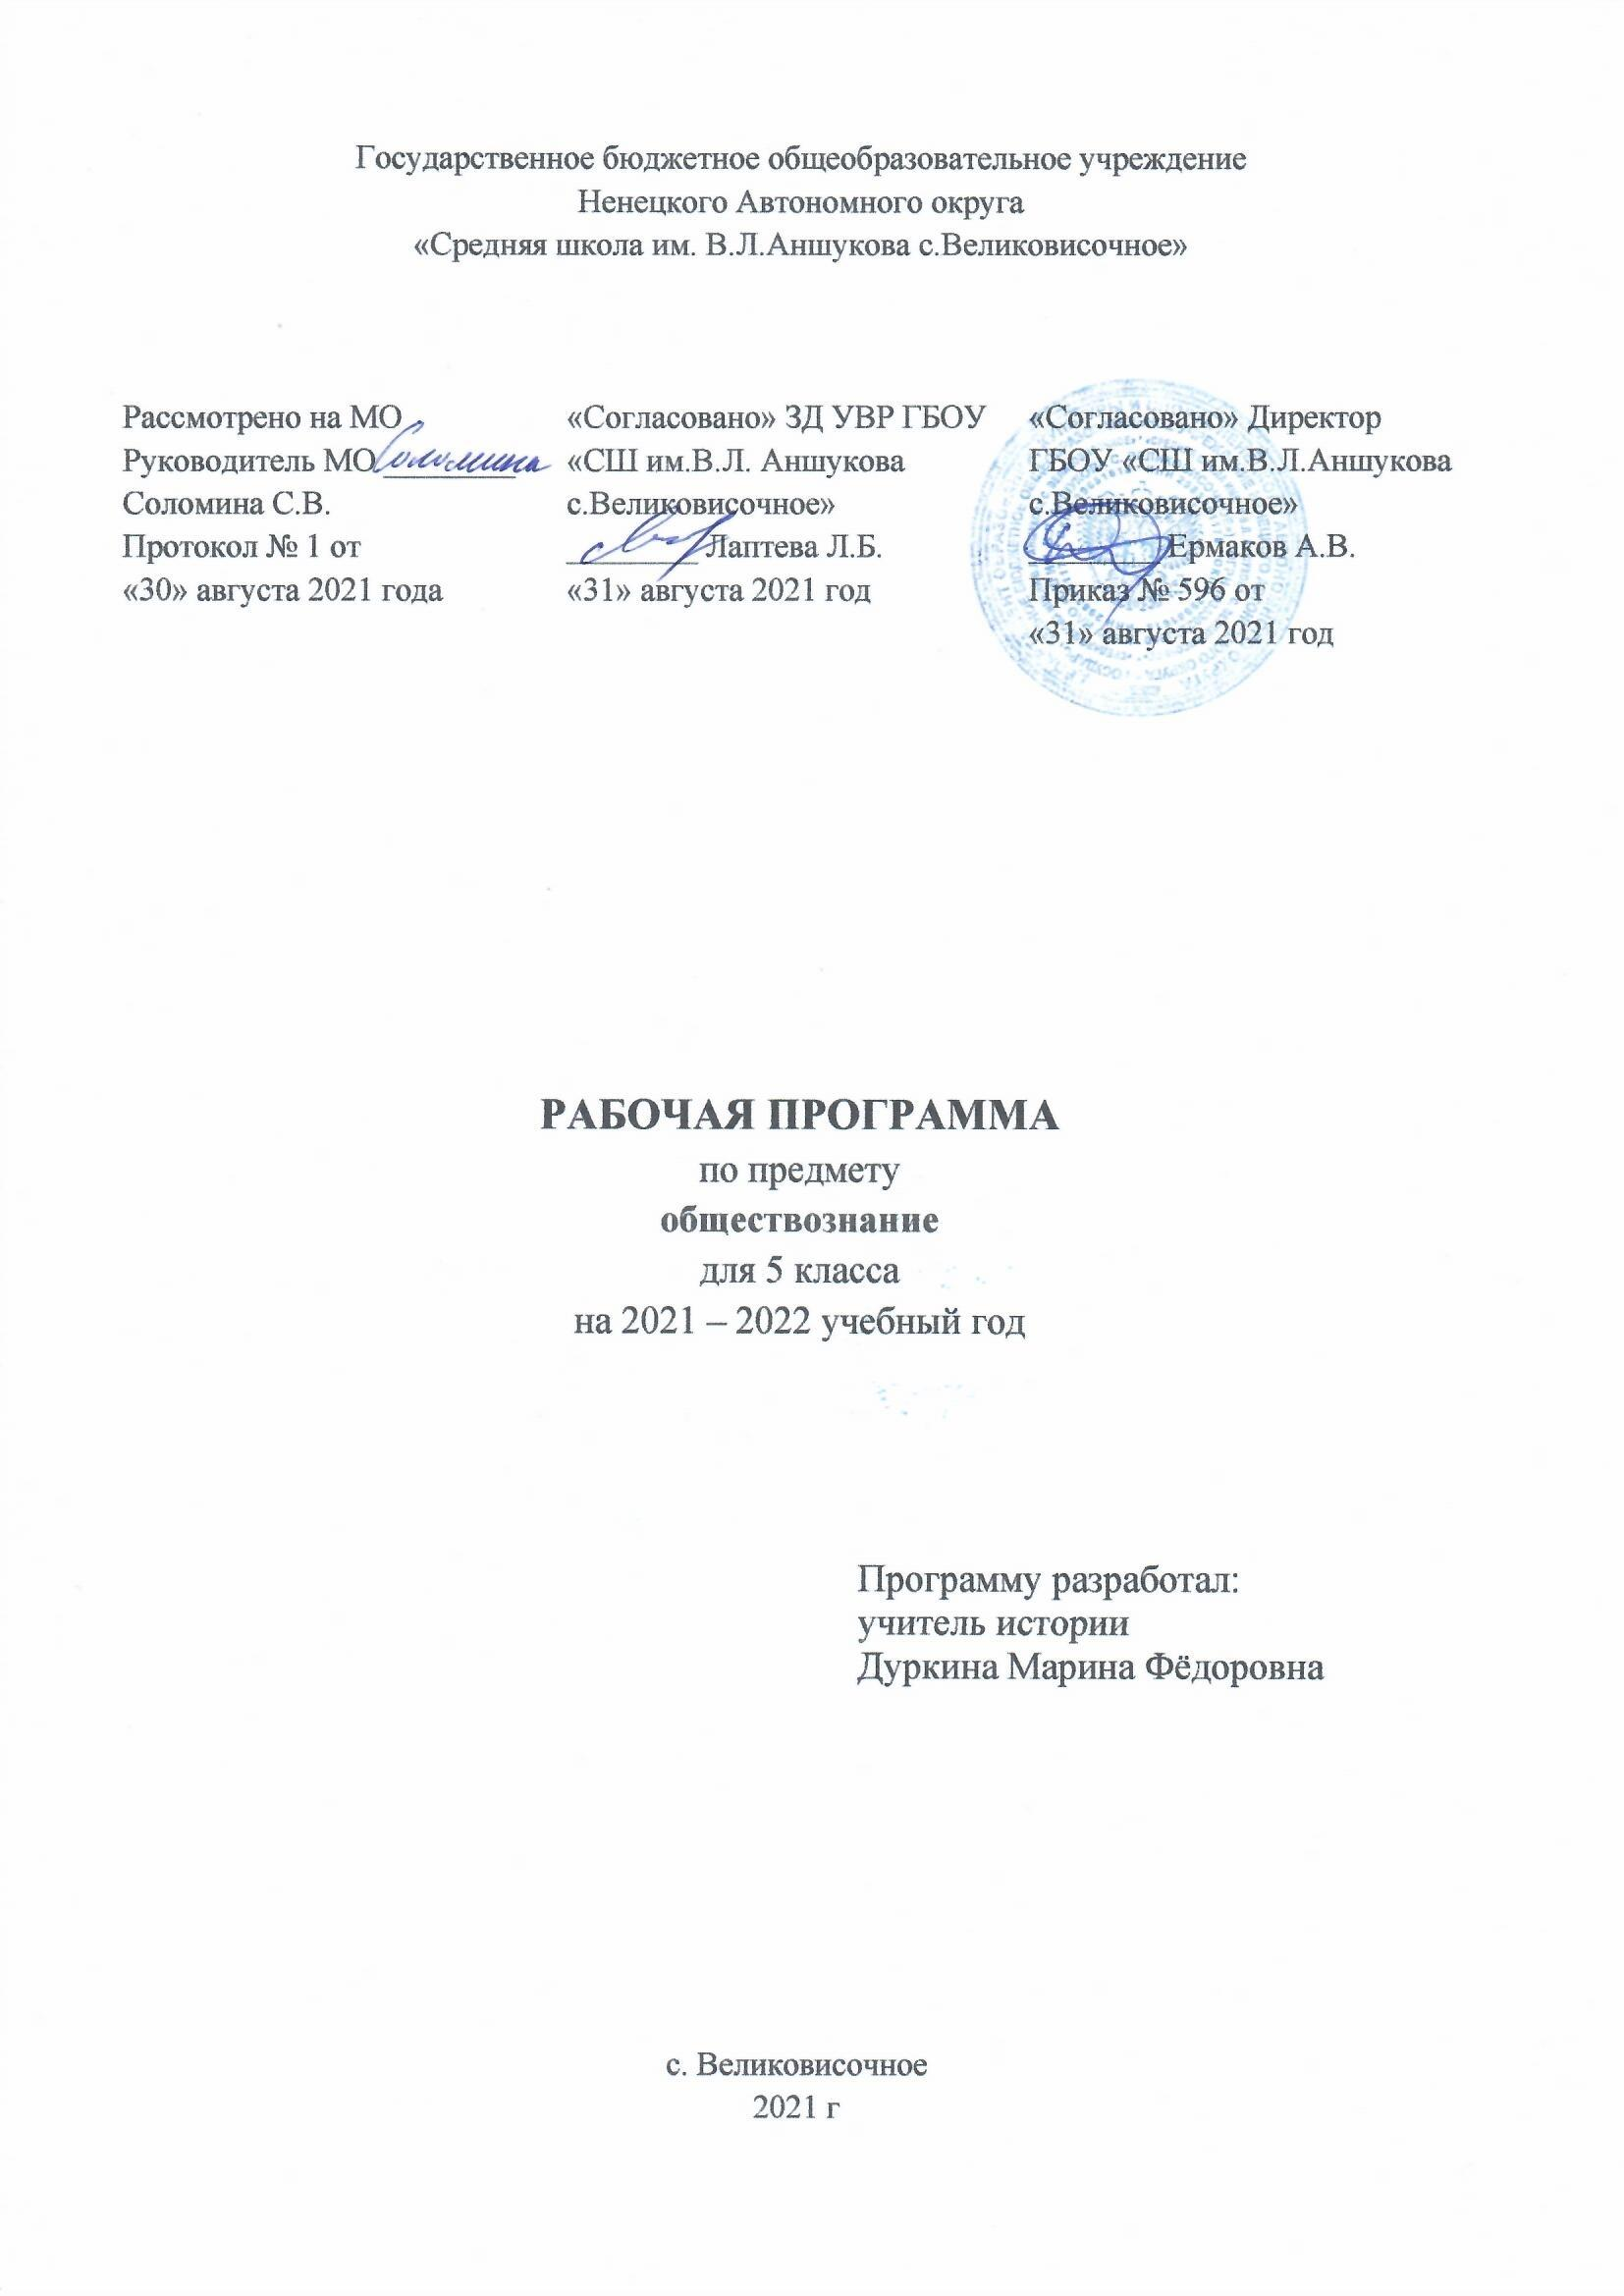 Государственное бюджетное общеобразовательное учреждение
Ненецкого Автономного округа
«Средняя школа им. В.Л.Аншукова с.Великовисочное»
Рассмотрено на МО
Руководитель МО Соломина
Соломина С.В.
Протокол № 1 от
«30» августа 2021 года
«Согласовано» ЗД УВР ГБОУ
«СШ им.В.Л. Аншукова
с.Великовисочное»
Лаптева Л.Б.
«31» августа 2021 год
«Согласовано» Директор
ГБОУ «СШ им.В.Л.Аншукова
с.Великовисочное»
Ермаков А.В.
Приказ № 596 от
«31» августа 2021 год
РАБОЧАЯ ПРОГРАММА
по предмету
обществознание
для 5 класса
на 2021 – 2022 учебный год
Программу разработал:
учитель истории
Дуркина Марина Фёдоровна
с. Великовисочное
2021 г